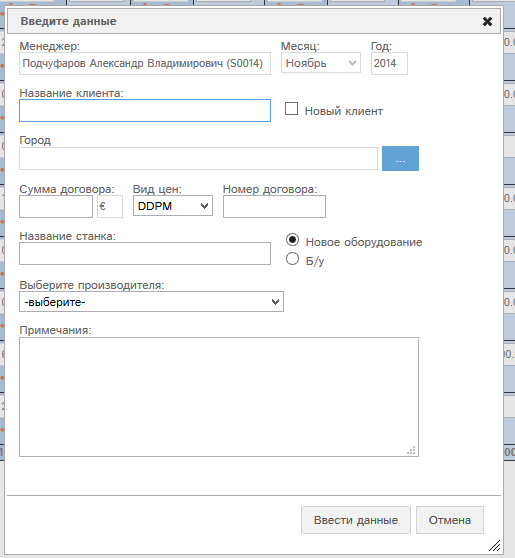 Введите данные
Менеджер: Месяц: Год:
Подчуфаров Александр Владимирович (S0014) Ноябрь 2014
Название клиента:
Новый клиент
Город
...
Сумма договора: Вид цен: Номер договора:
€ DDPM
Название станка:
Новое оборудование
Б/у
Выберите производителя:
-выберите-
Примечания:
Ввести данные Отмена